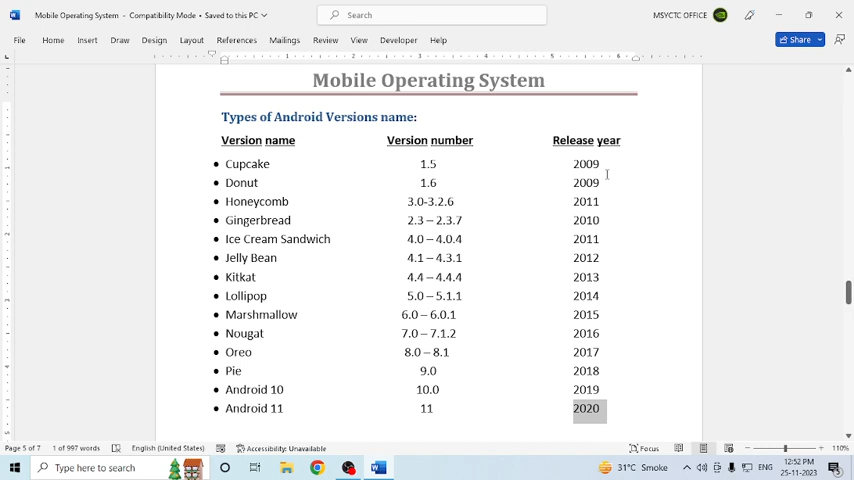 Mobile Operating System - Compatibility Mode • Saved to this PC
Search
MSYCTC OFFICE
File Home Insert Draw Design Layout References Mailings Review View Developer Help
Share
1 2 3 4 5 6
Mobile Operating System
Types of Android Versions name:
Version name Version number Release year
• Cupcake 1.5 2009
• Donut 1.6 2009
• Honeycomb 3.0-3.2.6 2011
• Gingerbread 2.3 – 2.3.7 2010
• Ice Cream Sandwich 4.0 – 4.0.4 2011
• Jelly Bean 4.1 – 4.3.1 2012
• Kitkat 4.4 – 4.4.4 2013
• Lollipop 5.0 – 5.1.1 2014
• Marshmallow 6.0 – 6.0.1 2015
• Nougat 7.0 – 7.1.2 2016
• Oreo 8.0 – 8.1 2017
• Pie 9.0 2018
• Android 10 10.0 2019
• Android 11 11 2020
Page 5 of 7 1 of 997 words English (United States) Accessibility: Unavailable Focus 110%
Type here to search
31°C Smoke
ENG
12:52 PM
25-11-2023